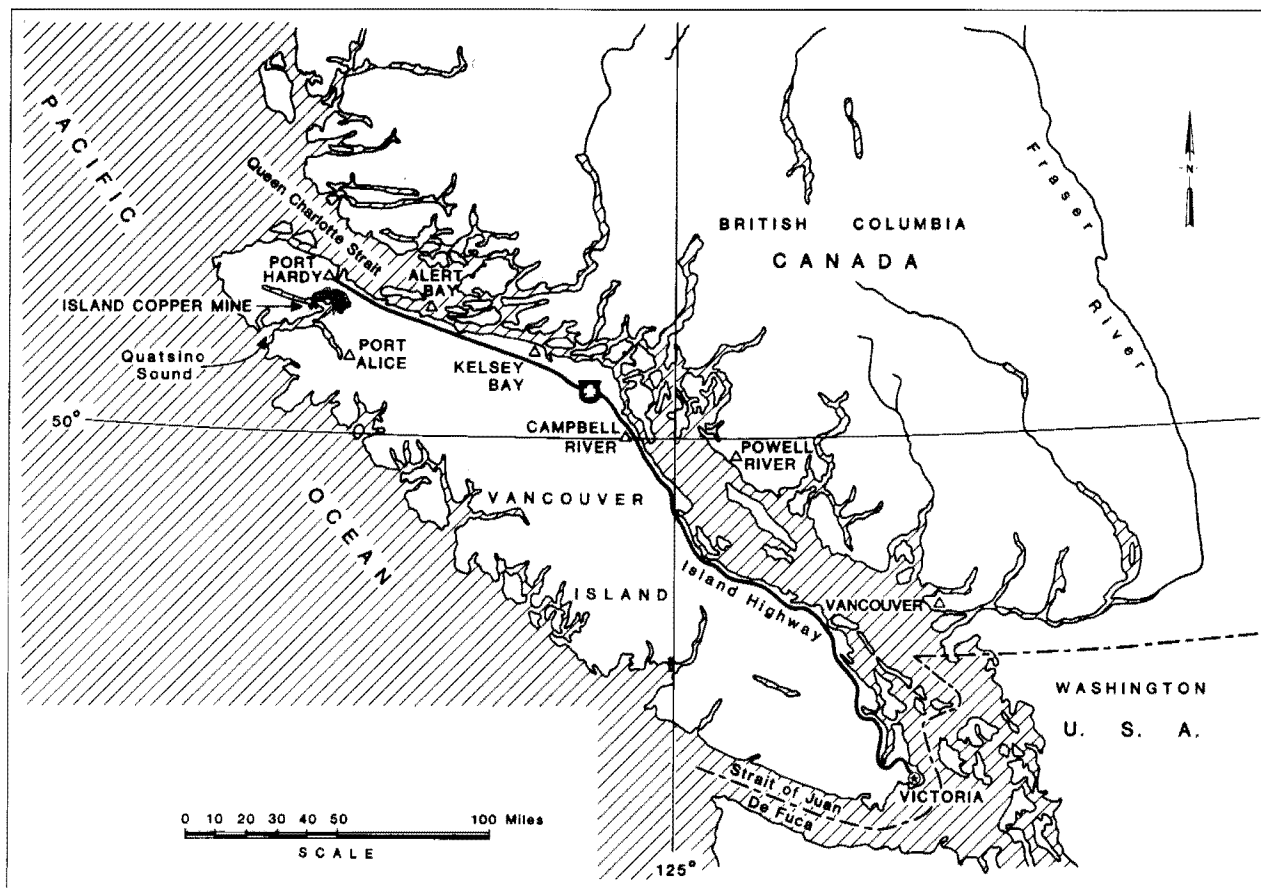 PACIFIC
OCEAN
Queen Charlotte Strait
PORT
HARDY
ALERT
BAY
ISLAND COPPER MINE
Quatsino
Sound
PORT
ALICE
KELSEY
BAY
BRITISH COLUMBIA
CANADA
Fraser River
N
50°
CAMPBELL
RIVER
POWELL
RIVER
VANCOUVER
ISLAND
Island Highway
VANCOUVER
WASHINGTON
U. S. A.
Strait of Juan
De Fuca
VICTORIA
0 10 20 30 40 50 100 Miles
SCALE
125°